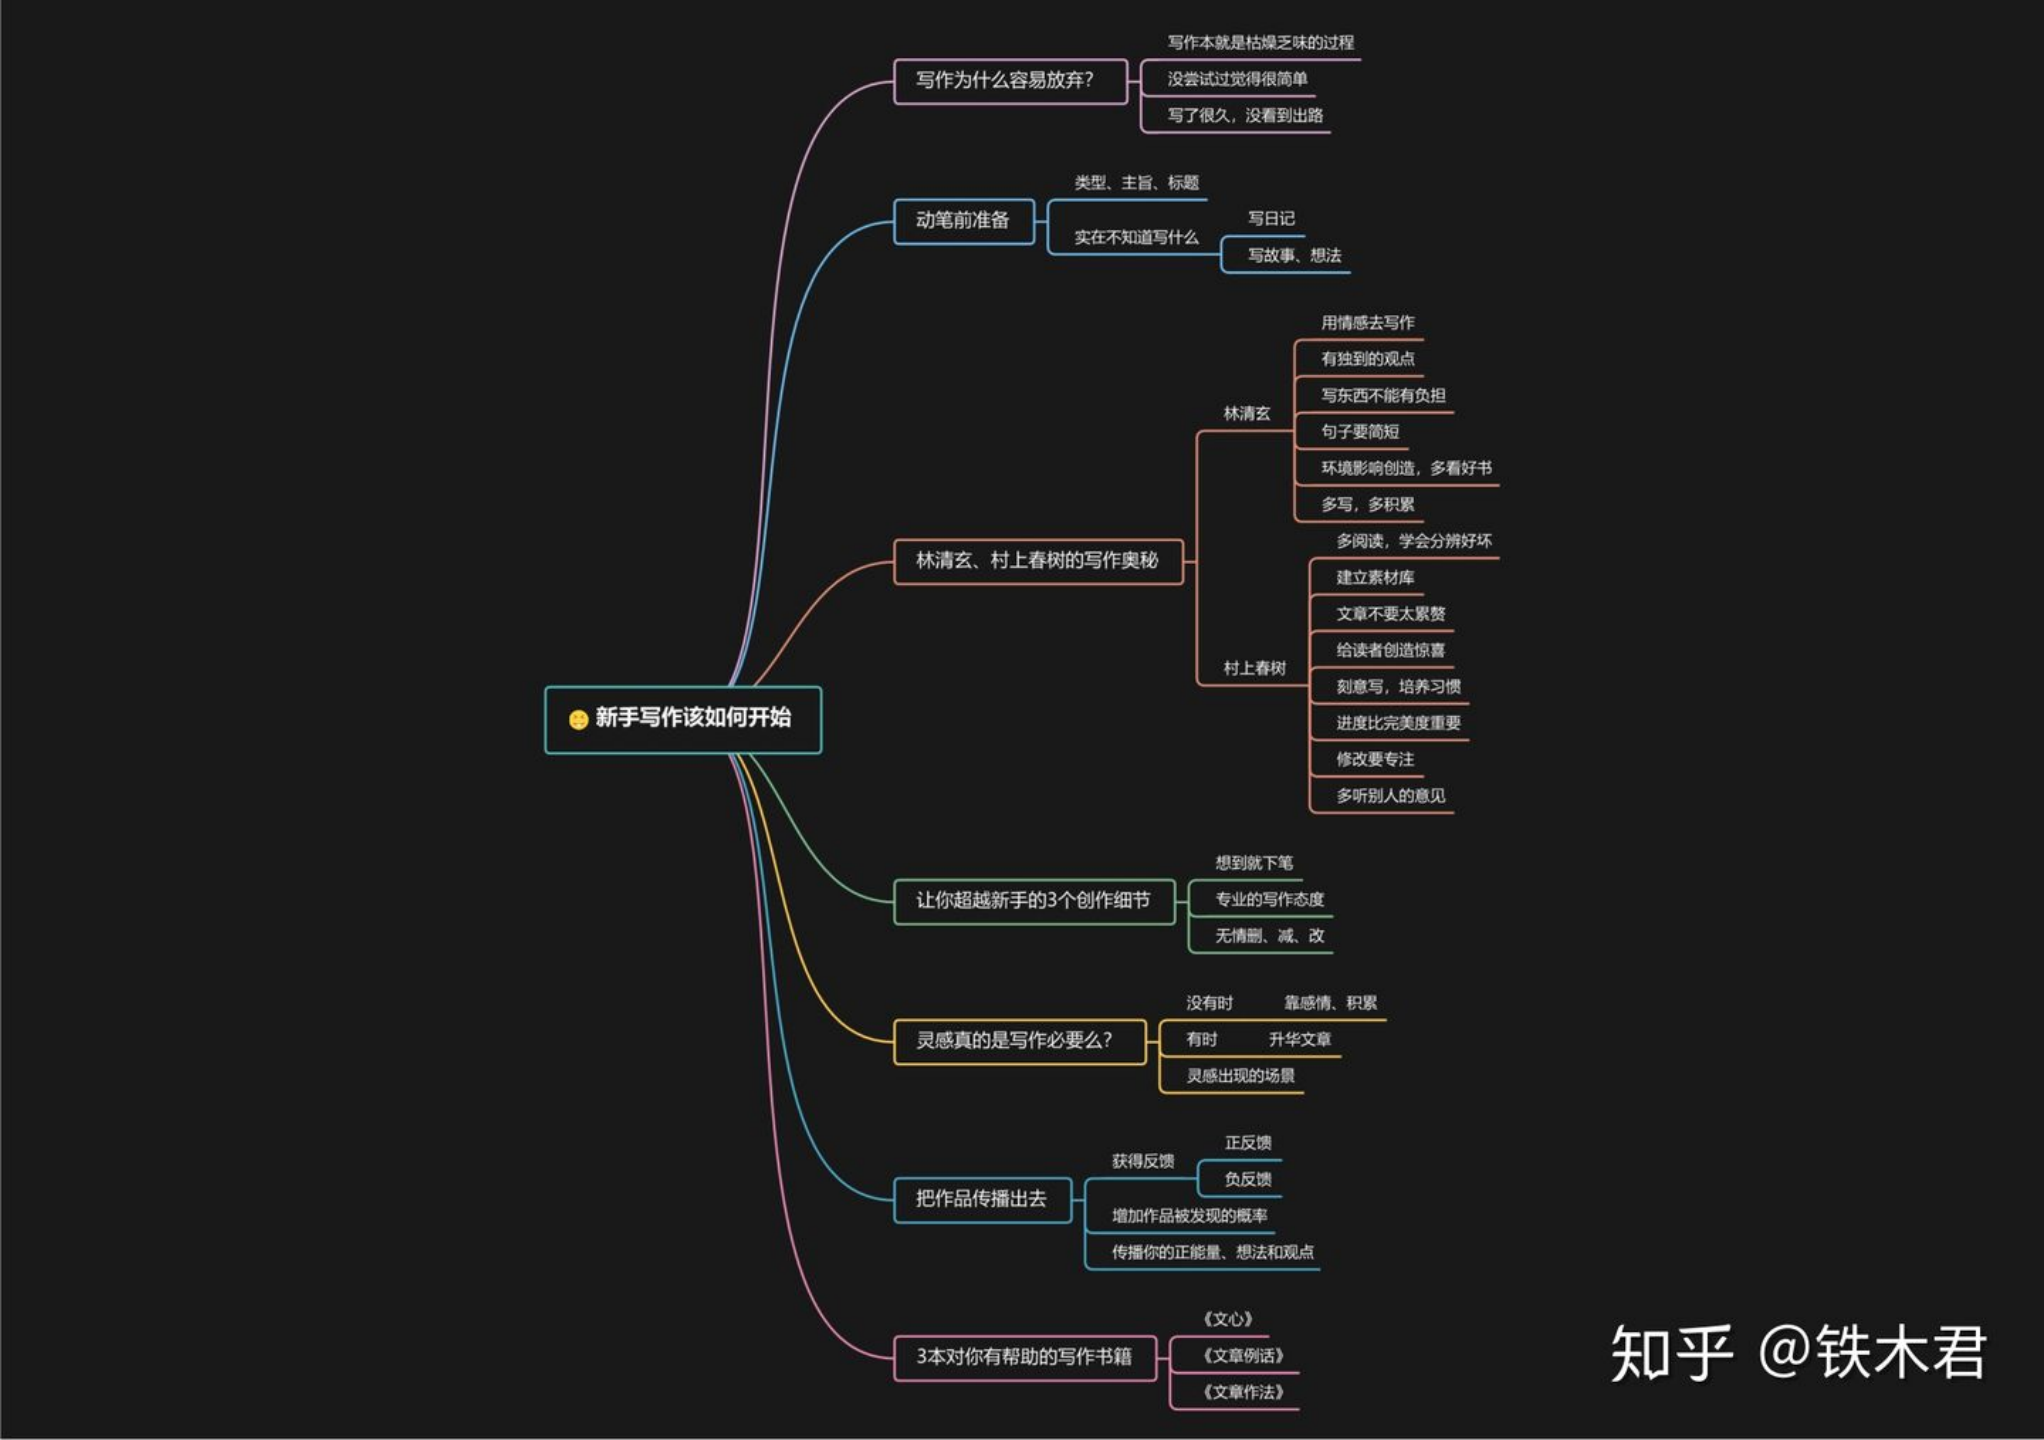 写作为什么容易放弃？
写作本就是枯燥乏味的过程
没尝试过觉得很简单
写了很久，没看到出路
动笔前准备
类型、主旨、标题
实在不知道写什么
写日记
写故事、想法
林清玄、村上春树的写作奥秘
林清玄
用情感去写作
有独到的观点
写东西不能有负担
句子要简短
环境影响创造，多看好书
多写，多积累
村上春树
多阅读，学会分辨好坏
建立素材库
文章不要太累赘
给读者创造惊喜
刻意写，培养习惯
进度比完美度重要
修改要专注
多听别人的意见
新手写作该如何开始
让你超越新手的3个创作细节
想到就下笔
专业的写作态度
无情删、减、改
灵感真的是写作必要么？
没有时 靠感情、积累
有时 升华文章
灵感出现的场景
把作品传播出去
获得反馈
正反馈
负反馈
增加作品被发现的概率
传播你的正能量、想法和观点
3本对你有帮助的写作书籍
《文心》
《文章例话》
《文章作法》
知乎 @铁木君